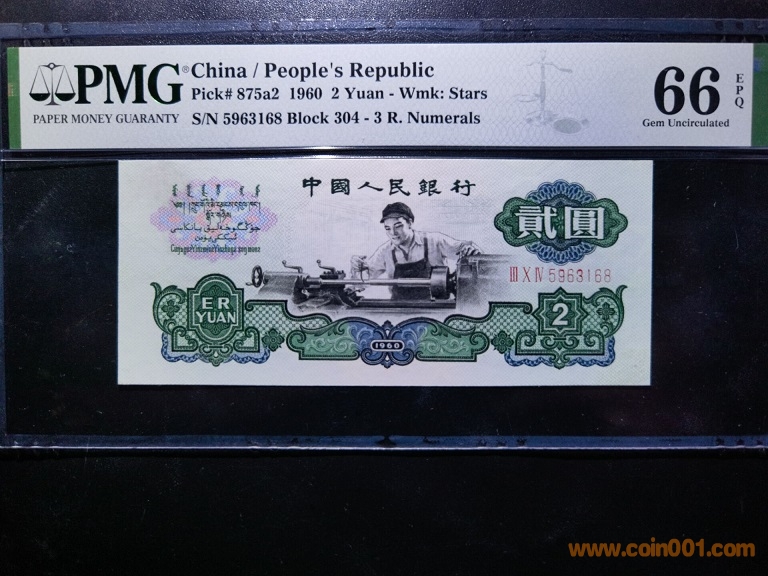 PMG® China / People's Republic
Pick# 875a2 1960 2 Yuan - Wmk: Stars
PAPER MONEY GUARANTY S/N 5963168 Block 304 - 3 R. Numerals
66 EPQ
Gem Uncirculated
中國人民銀行
貳圓
III X IV 5963168
ER
YUAN
2
1960
www.coin001.com